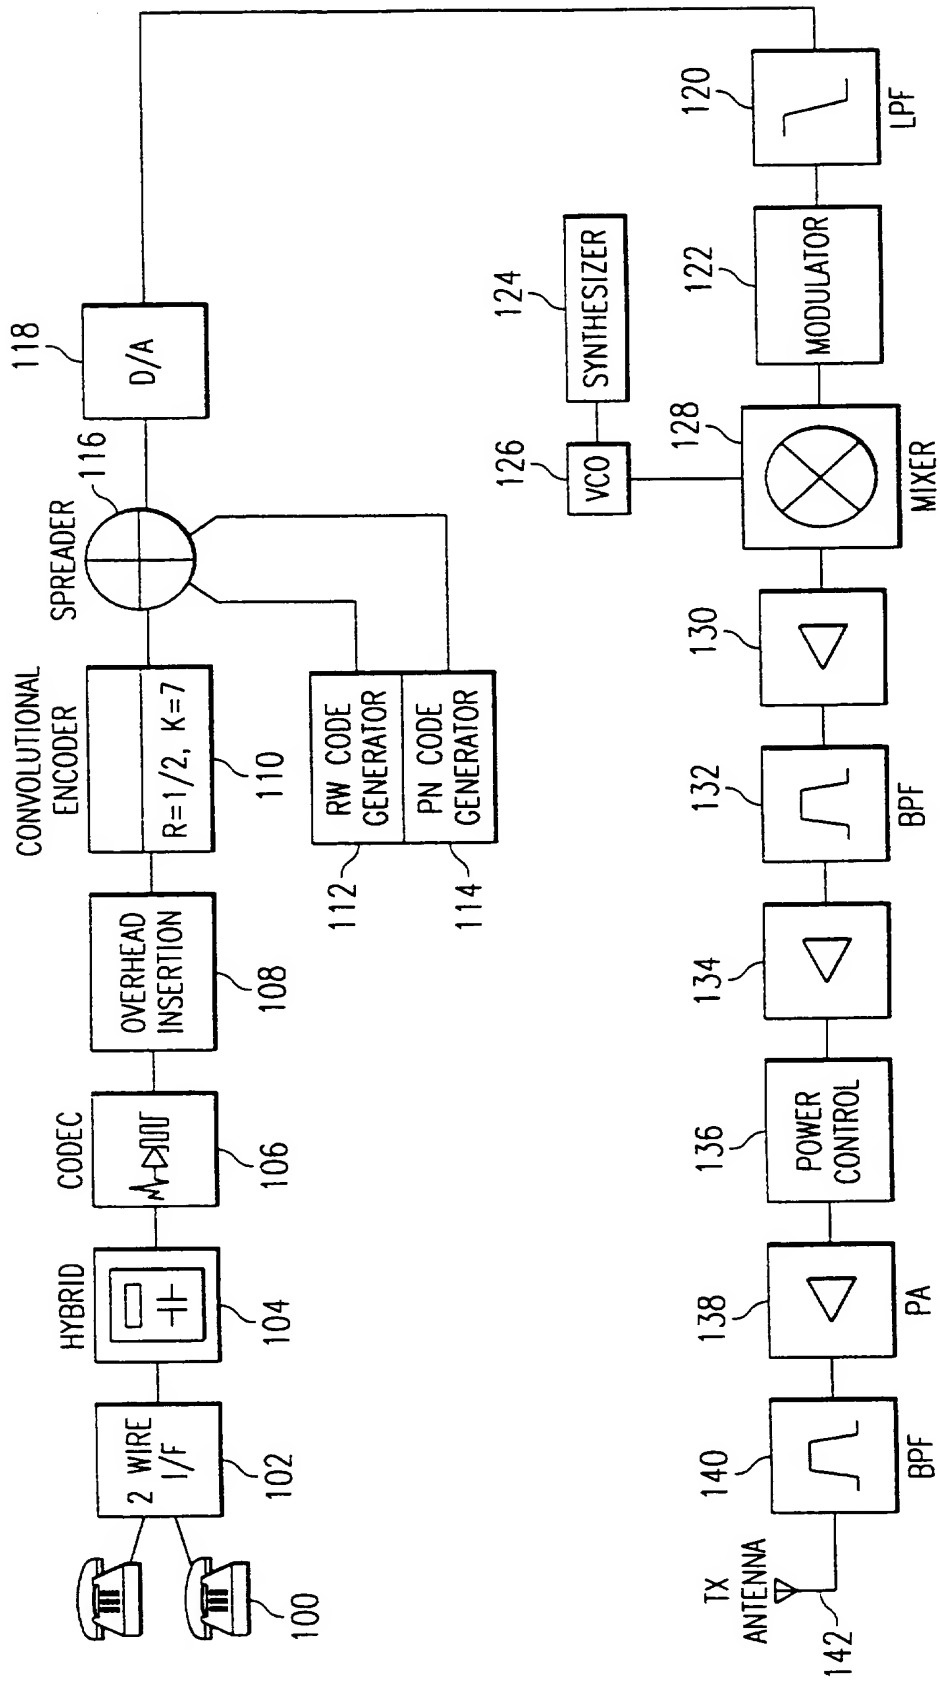 100
2 WIRE
I/F
102
HYBRID
104
CODEC
106
OVERHEAD
INSERTION
108
CONVOLUTIONAL
ENCODER
R=1/2, K=7
110
RW CODE
GENERATOR
112
PN CODE
GENERATOR
114
SPREADER
116
118
D/A
120
LPF
122
MODULATOR
124
SYNTHESIZER
126
VCO
128
MIXER
130
132
BPF
134
136
POWER
CONTROL
138
PA
140
BPF
TX
ANTENNA
142